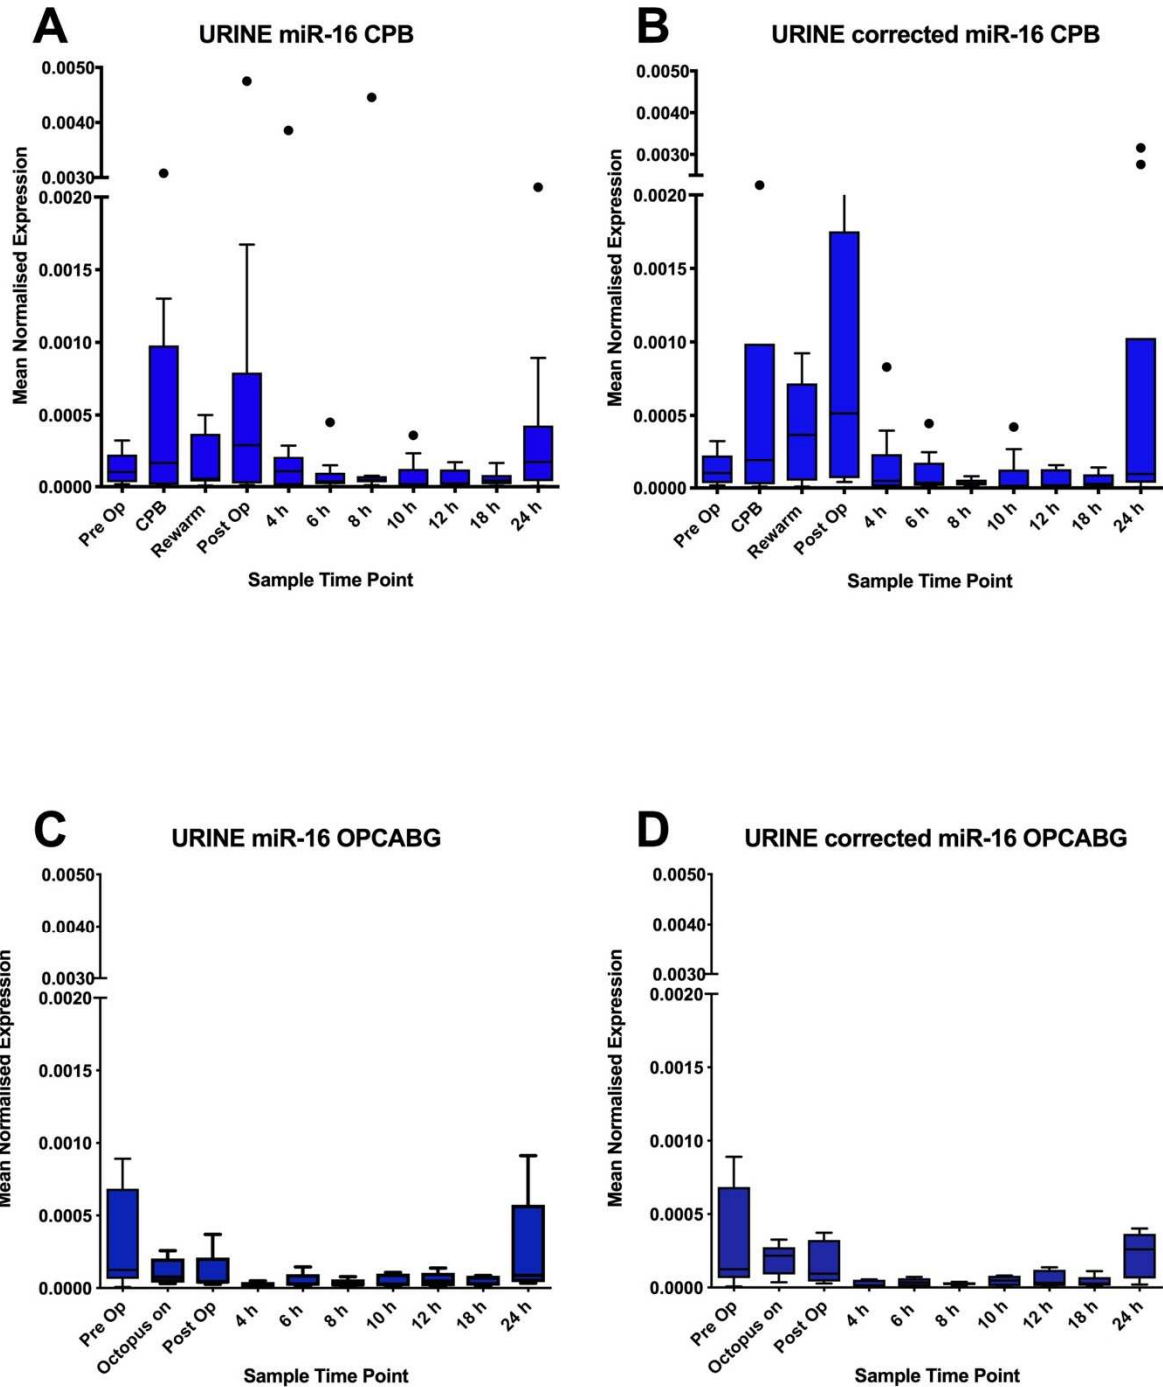 A
URINE miR-16 CPB
0.0050
0.0040
0.0030
0.0020
0.0015
0.0010
0.0005
0.0000
Mean Normalised Expression
Pre Op
CPB
Rewarm
Post Op
4 h
6 h
8 h
10 h
12 h
18 h
24 h
Sample Time Point
B
URINE corrected miR-16 CPB
0.0050
0.0040
0.0030
0.0020
0.0015
0.0010
0.0005
0.0000
Mean Normalised Expression
Pre Op
CPB
Rewarm
Post Op
4 h
6 h
8 h
10 h
12 h
18 h
24 h
Sample Time Point
C
URINE miR-16 OPCABG
0.0050
0.0040
0.0030
0.0020
0.0015
0.0010
0.0005
0.0000
Mean Normalised Expression
Pre Op
Octopus on
Post Op
4 h
6 h
8 h
10 h
12 h
18 h
24 h
Sample Time Point
D
URINE corrected miR-16 OPCABG
0.0050
0.0040
0.0030
0.0020
0.0015
0.0010
0.0005
0.0000
Mean Normalised Expression
Pre Op
Octopus on
Post Op
4 h
6 h
8 h
10 h
12 h
18 h
24 h
Sample Time Point